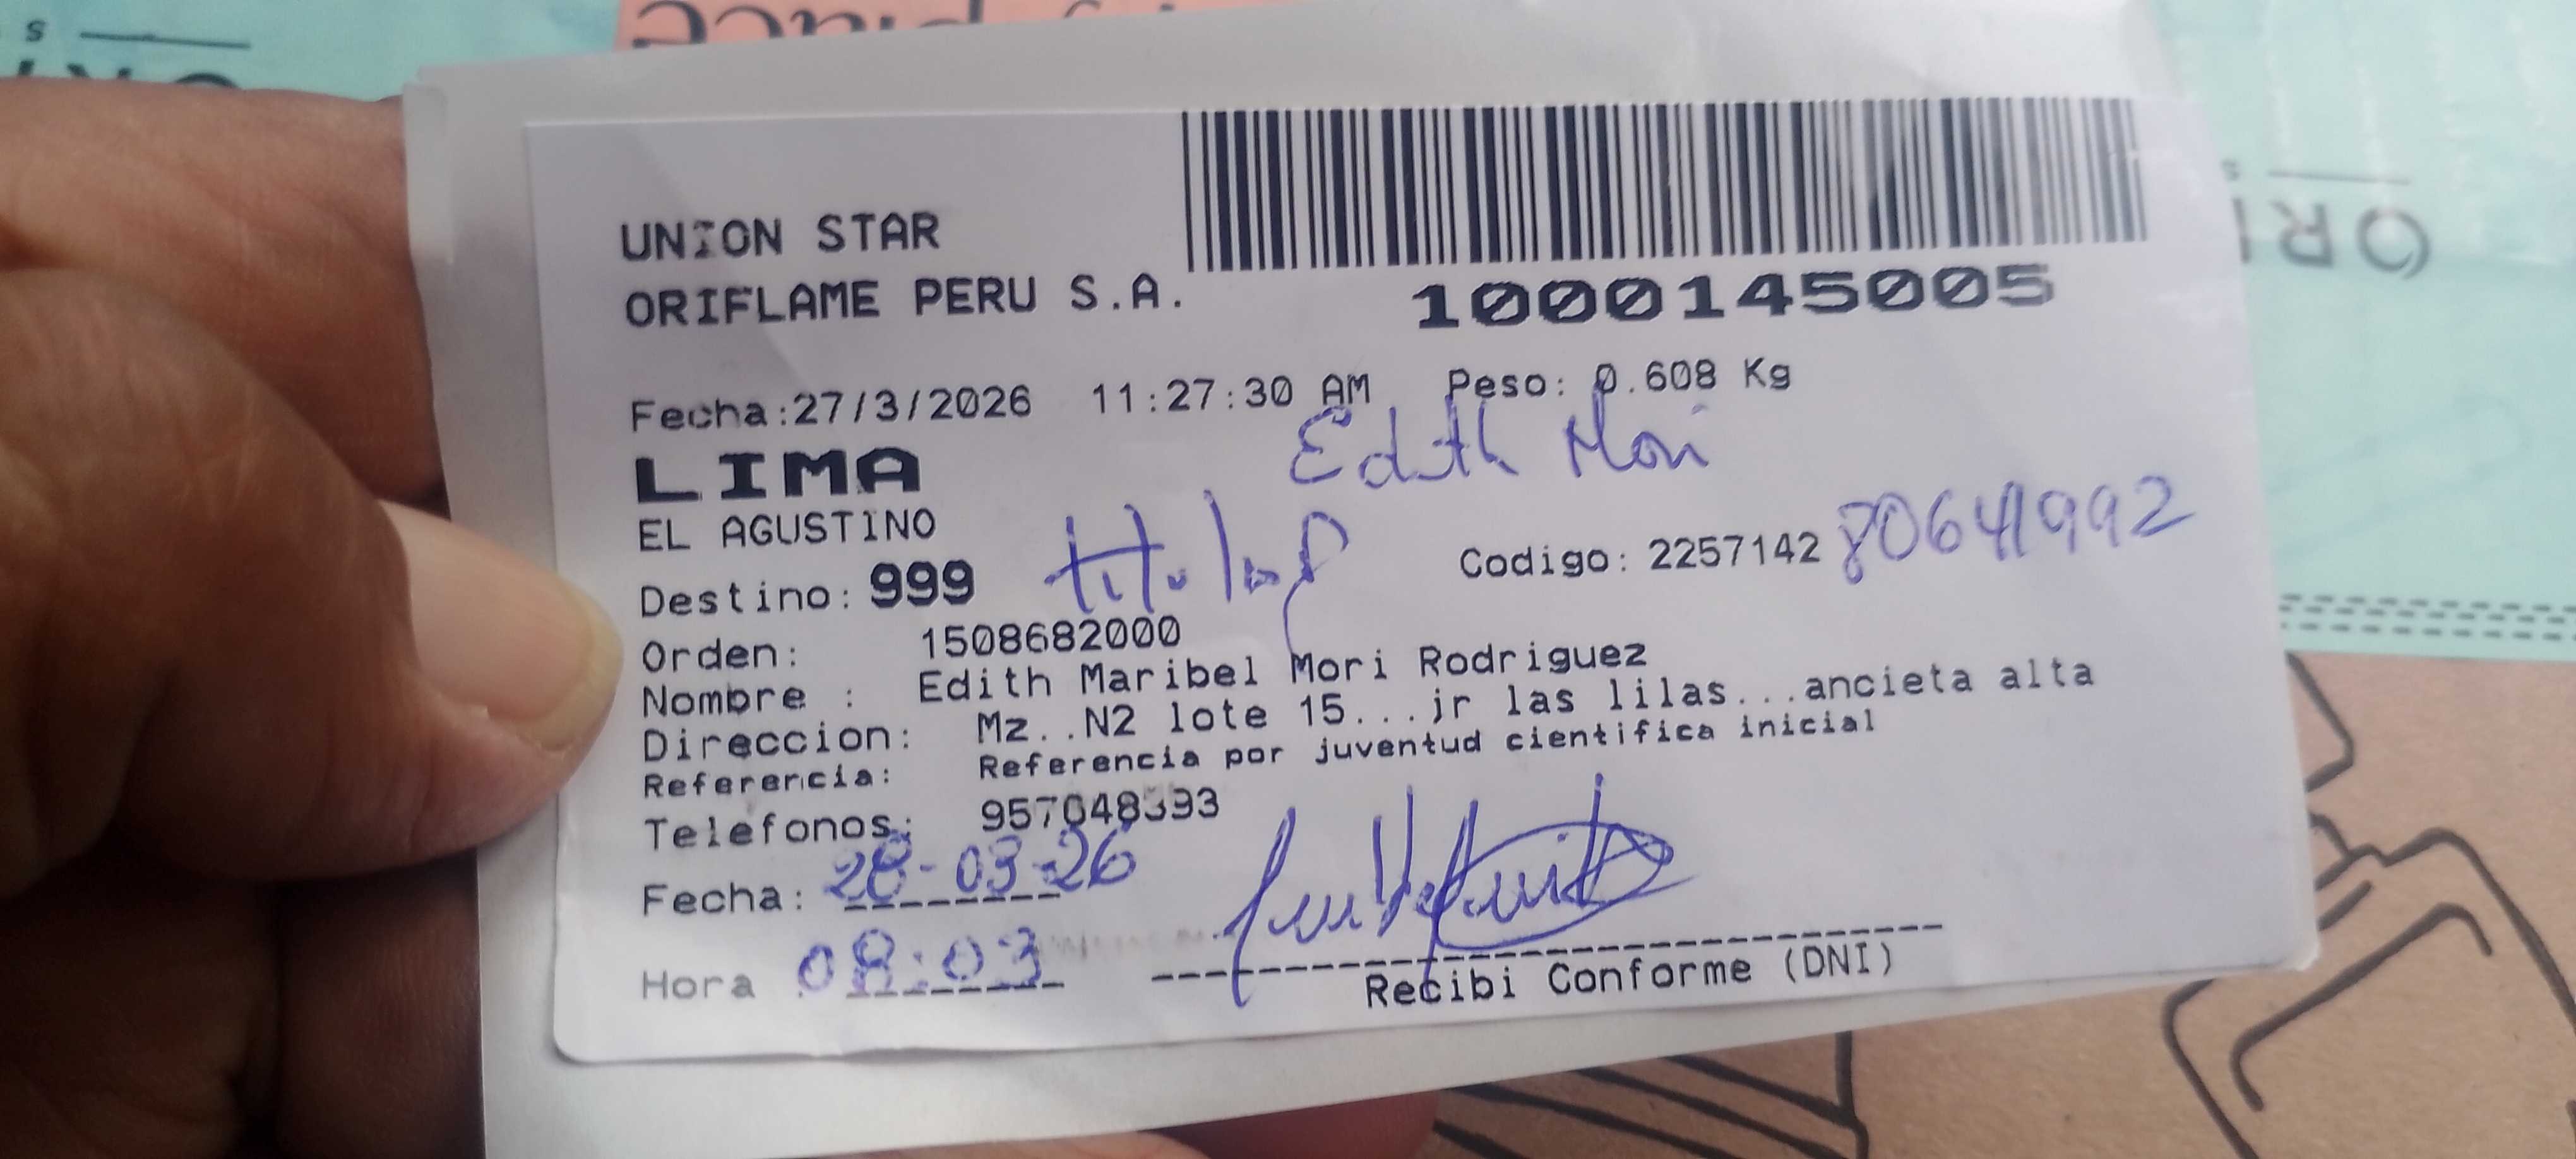 UNION STAR
ORIFLAME PERU S.A.
1000145005
Fecha:27/3/2026 11:27:30 AM Peso: 0.608 Kg
LIMA
Edith Mori
EL AGUSTINO
Destino: 999
titular
Codigo: 2257142 80641992
Orden: 1508682000
Nombre : Edith Maribel Mori Rodriguez
Direccion: Mz..N2 lote 15...jr las lilas...ancieta alta
Referencia: Referencia por juventud cientifica inicial
Telefonos: 957048393
Fecha: 28-03-26
Hora 08:03
Recibi Conforme (DNI)